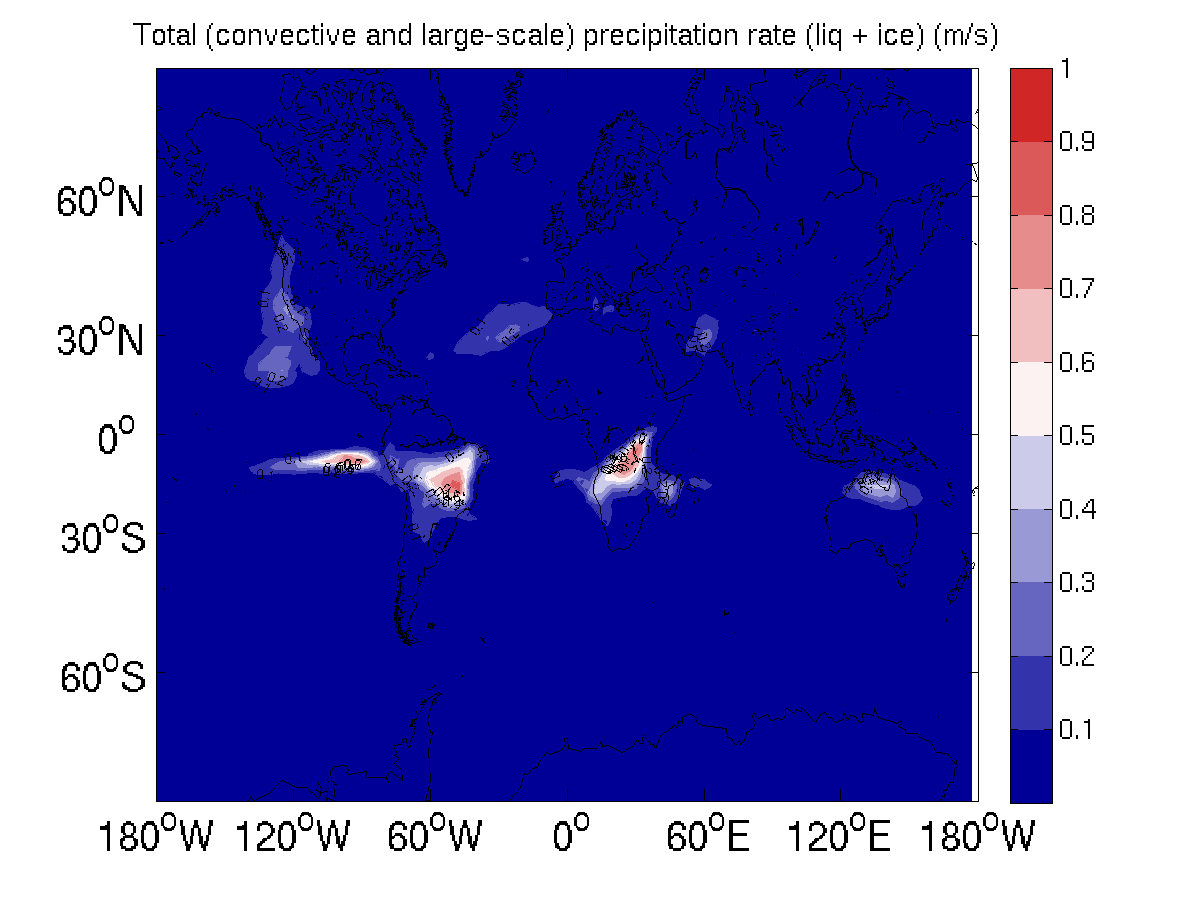 Total (convective and large-scale) precipitation rate (liq + ice) (m/s)
1
0.9
0.8
0.7
0.6
0.5
0.4
0.3
0.2
0.1
60°N
30°N
0°
30°S
60°S
180°W 120°W 60°W 0° 60°E 120°E 180°W